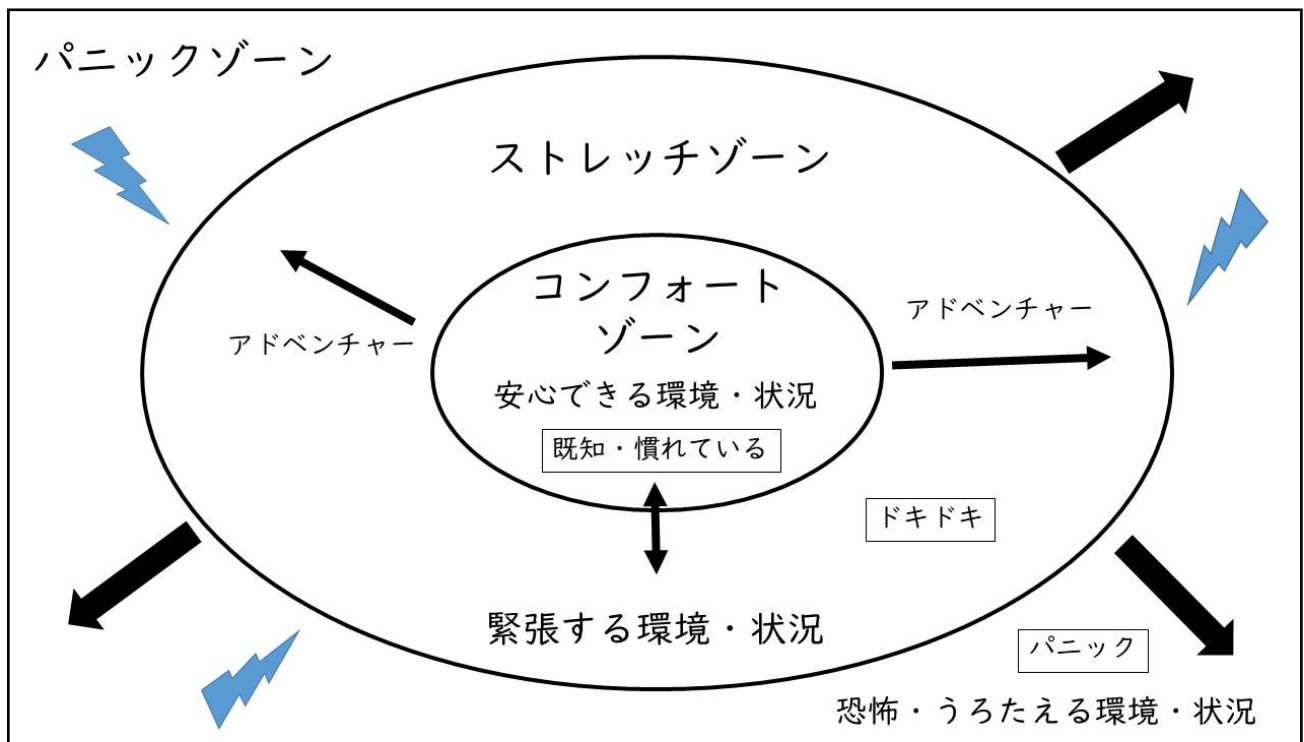 パニックゾーン
ストレッチゾーン
コンフォート
ゾーン
安心できる環境・状況
既知・慣れている
アドベンチャー
アドベンチャー
ドキドキ
緊張する環境・状況
パニック
恐怖・うろたえる環境・状況